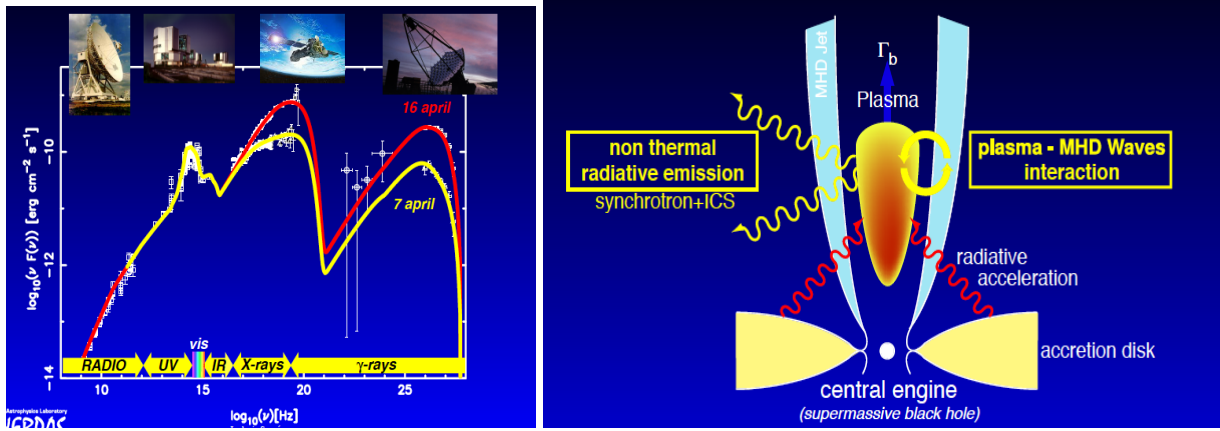 16 april
7 april
log₁₀(ν F(ν)) [erg cm⁻² s⁻¹]
−10
−12
−14
vis
RADIO
UV
IR
X-rays
γ-rays
10
15
20
25
log₁₀(ν)[Hz]
Astrophysics Laboratory
MHD Jet
Γb
Plasma
non thermal
radiative emission
synchrotron+ICS
plasma - MHD Waves
interaction
radiative
acceleration
accretion disk
central engine
(supermassive black hole)